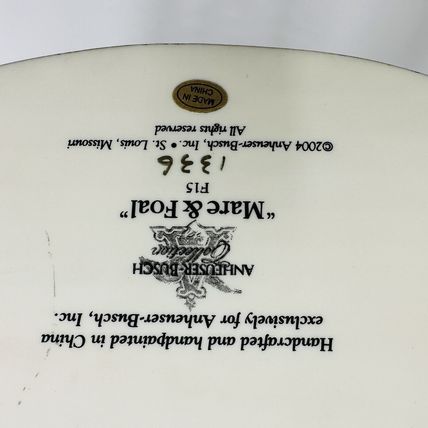 Handcrafted and handpainted in China
exclusively for Anheuser-Busch, Inc.
ANHEUSER-BUSCH
Collection
"Mare & Foal"
F15
1336
©2004 Anheuser-Busch, Inc. • St. Louis, Missouri
All rights reserved
MADE IN
CHINA